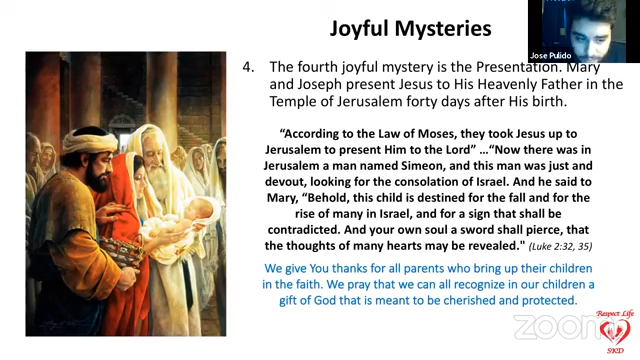 Joyful Mysteries
Jose Pulido
4. The fourth joyful mystery is the Presentation. Mary
and Joseph present Jesus to His Heavenly Father in the
Temple of Jerusalem forty days after His birth.
“According to the Law of Moses, they took Jesus up to
Jerusalem to present Him to the Lord” …“Now there was in
Jerusalem a man named Simeon, and this man was just and
devout, looking for the consolation of Israel. And he said to
Mary, “Behold, this child is destined for the fall and for the
rise of many in Israel, and for a sign that shall be
contradicted. And your own soul a sword shall pierce, that
the thoughts of many hearts may be revealed." (Luke 2:32, 35)
We give You thanks for all parents who bring up their children
in the faith. We pray that we can all recognize in our children a
gift of God that is meant to be cherished and protected.
Respect Life
zoom
SKD